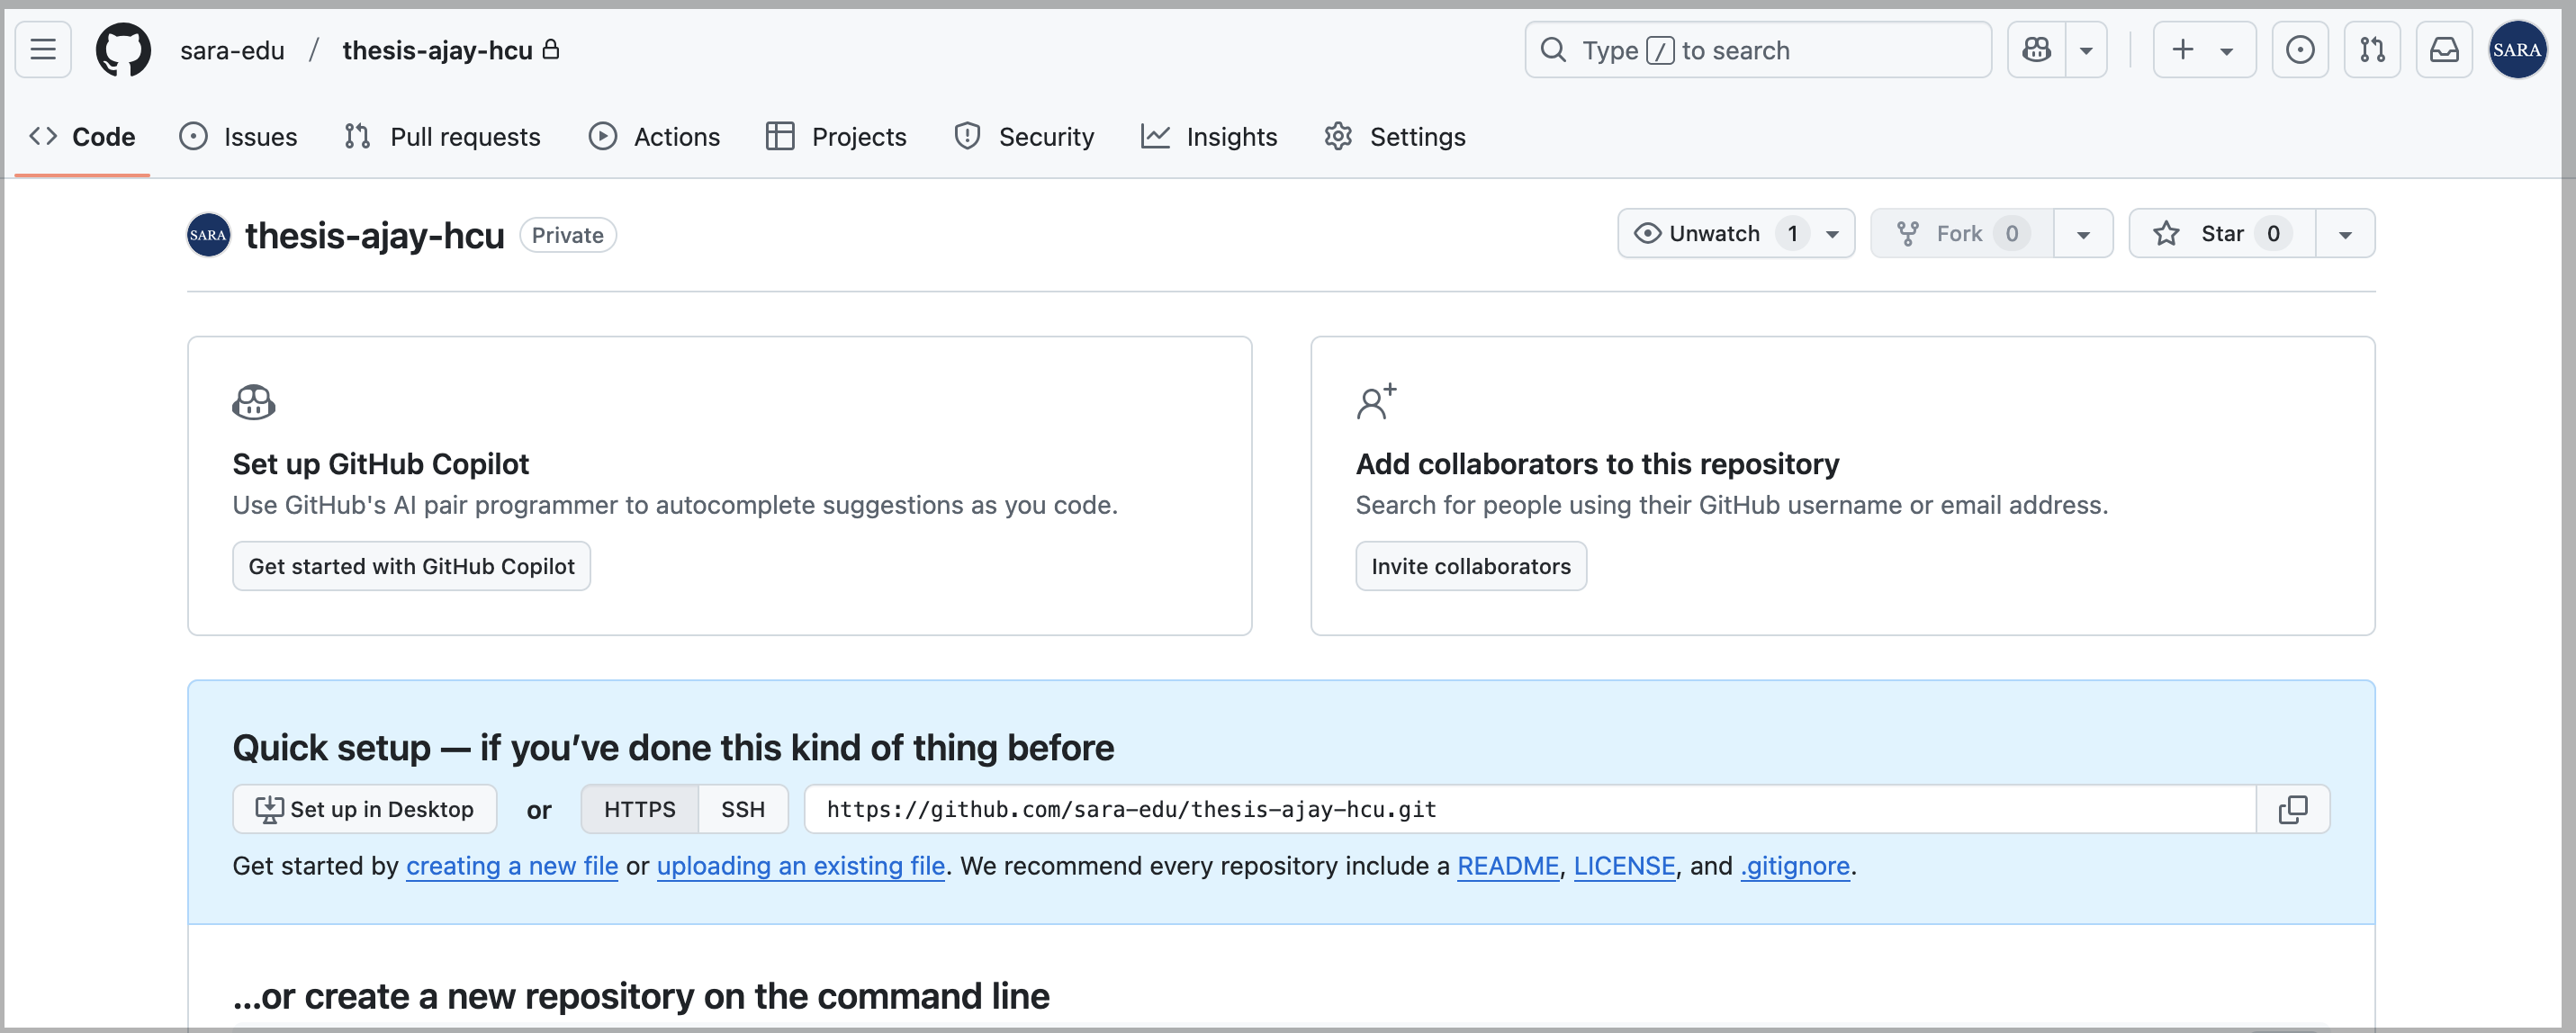 sara-edu / thesis-ajay-hcu
Type / to search
SARA
Code
Issues
Pull requests
Actions
Projects
Security
Insights
Settings
SARA
thesis-ajay-hcu
Private
Unwatch 1
Fork 0
Star 0
Set up GitHub Copilot
Use GitHub's AI pair programmer to autocomplete suggestions as you code.
Get started with GitHub Copilot
Add collaborators to this repository
Search for people using their GitHub username or email address.
Invite collaborators
Quick setup — if you’ve done this kind of thing before
Set up in Desktop or HTTPS SSH https://github.com/sara-edu/thesis-ajay-hcu.git
Get started by creating a new file or uploading an existing file. We recommend every repository include a README, LICENSE, and .gitignore.
…or create a new repository on the command line